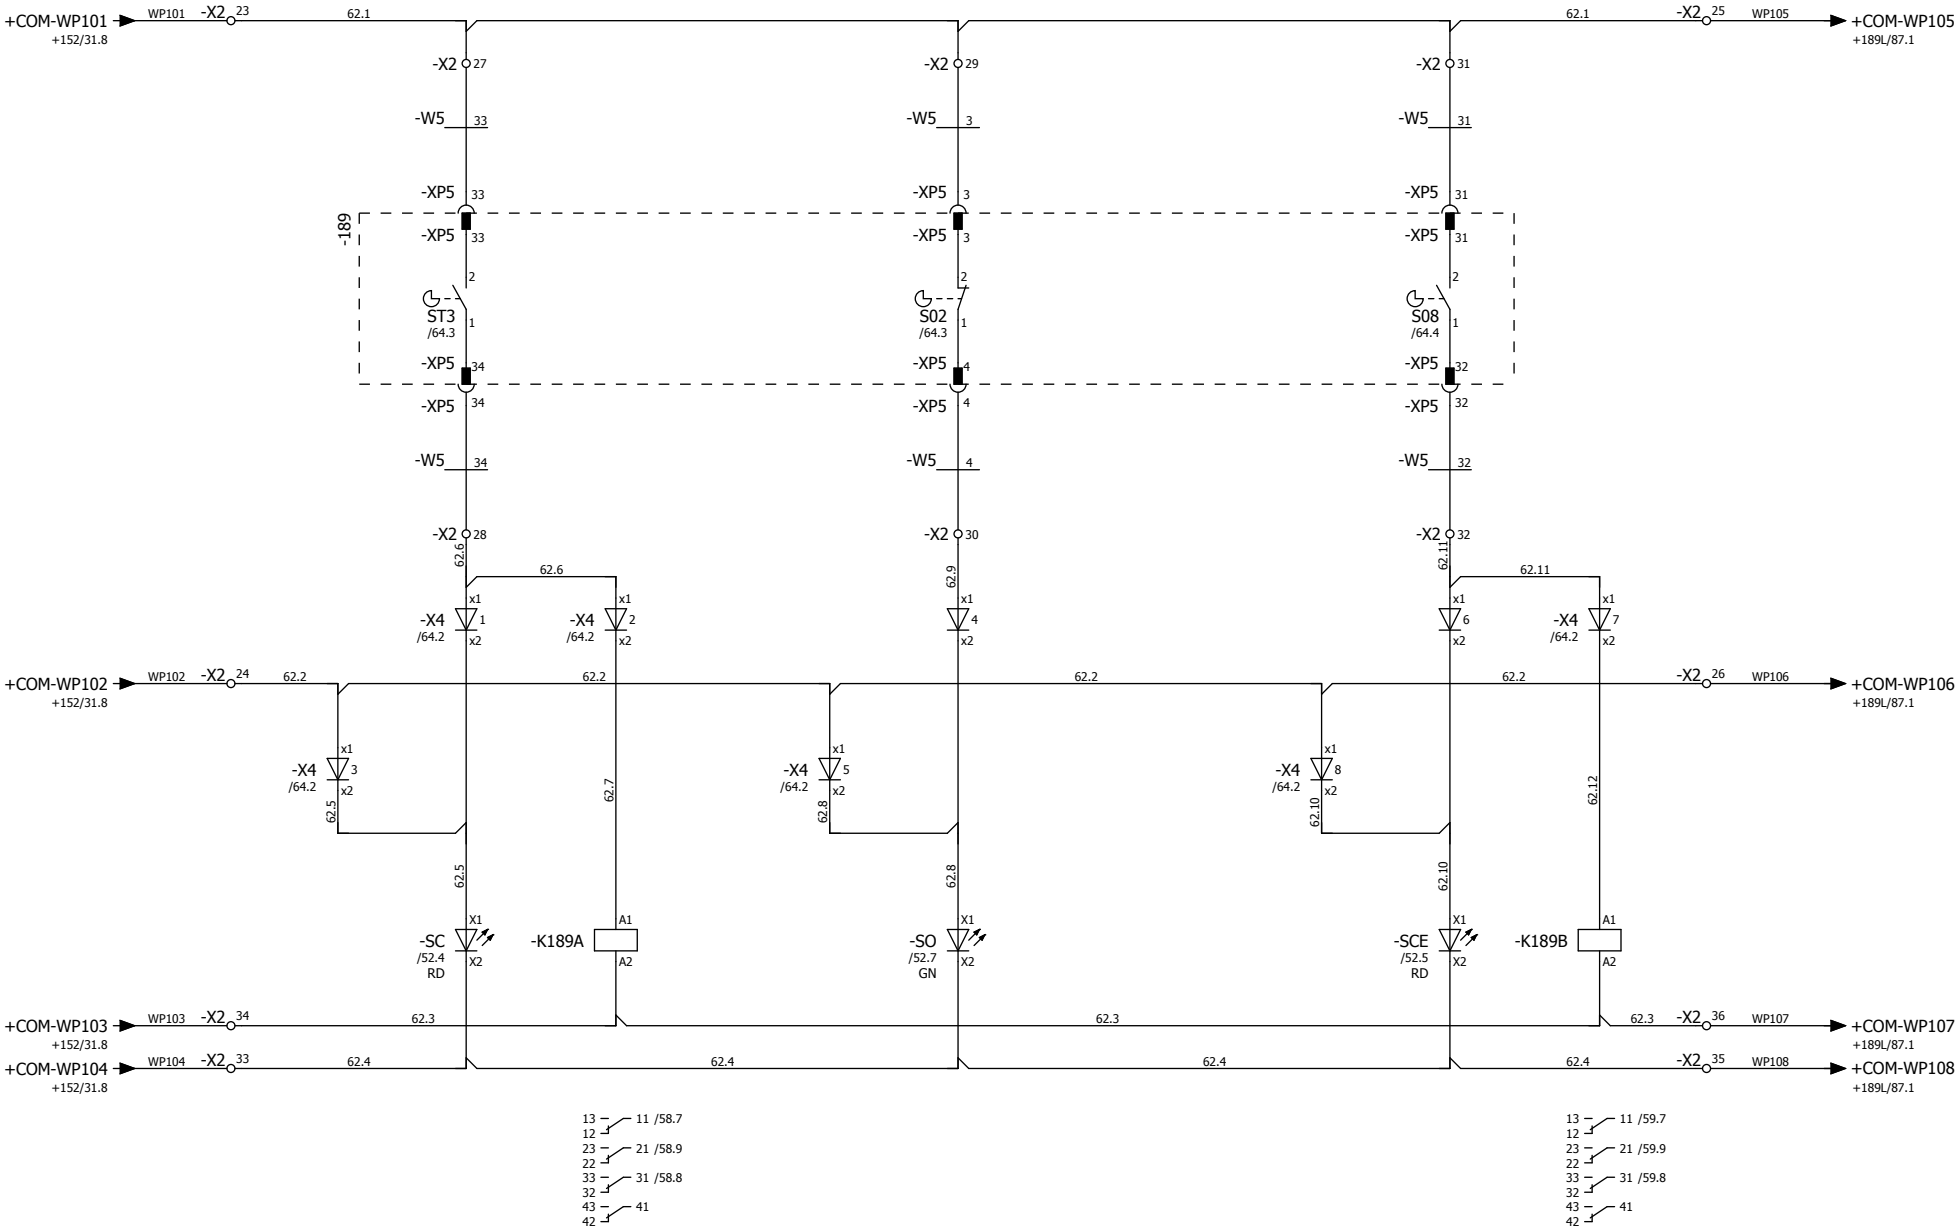 +COM-WP101 WP101 -X2 23 62.1 62.1 -X2 25 WP105 +COM-WP105
+152/31.8 +189L/87.1
-X2 27 -X2 29 -X2 31
-W5 33 -W5 3 -W5 31
-XP5 33 -XP5 3 -XP5 31
-189
-XP5 33 -XP5 3 -XP5 31
2 2 2
ST3 1 S02 1 S08 1
/64.3 /64.3 /64.4
-XP5 34 -XP5 4 -XP5 32
-XP5 34 -XP5 4 -XP5 32
-W5 34 -W5 4 -W5 32
-X2 28 -X2 30 -X2 32
62.6 62.6 62.9 62.11 62.11
x1 x1 x1 x1 x1
-X4 1 -X4 2 4 6 -X4 7
/64.2 x2 /64.2 x2 x2 x2 /64.2 x2
+COM-WP102 WP102 -X2 24 62.2 62.2 62.2 62.2 -X2 26 WP106 +COM-WP106
+152/31.8 +189L/87.1
x1 x1 x1
-X4 3 -X4 5 -X4 8
/64.2 x2 /64.2 x2 /64.2 x2
62.5 62.7 62.8 62.10 62.12
62.5 62.8 62.10
X1 A1 X1 X1 A1
-SC -K189A -SO -SCE -K189B
/52.4 X2 A2 /52.7 X2 /52.5 X2 A2
RD GN RD
+COM-WP103 WP103 -X2 34 62.3 62.3 62.3 -X2 36 WP107 +COM-WP107
+152/31.8 +189L/87.1
+COM-WP104 WP104 -X2 33 62.4 62.4 62.4 62.4 -X2 35 WP108 +COM-WP108
+152/31.8 +189L/87.1
13 11 /58.7 13 11 /59.7
12 12
23 21 /58.9 23 21 /59.9
22 22
33 31 /58.8 33 31 /59.8
32 32
43 41 43 41
42 42